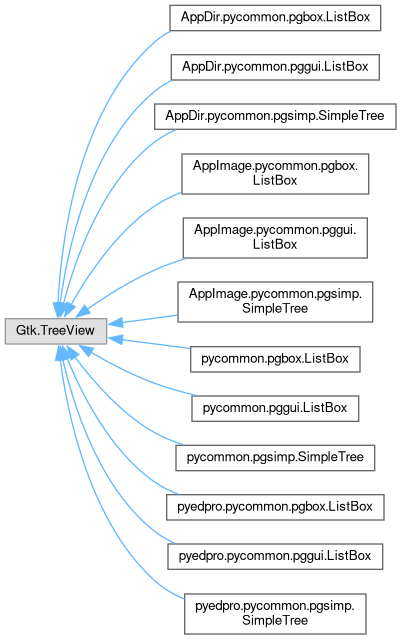 AppDir.pycommon.pgbox.ListBox
AppDir.pycommon.pggui.ListBox
AppDir.pycommon.pgsimp.SimpleTree
AppImage.pycommon.pgbox.
ListBox
AppImage.pycommon.pggui.
ListBox
AppImage.pycommon.pgsimp.
SimpleTree
Gtk.TreeView
pycommon.pgbox.ListBox
pycommon.pggui.ListBox
pycommon.pgsimp.SimpleTree
pyedpro.pycommon.pgbox.ListBox
pyedpro.pycommon.pggui.ListBox
pyedpro.pycommon.pgsimp.
SimpleTree